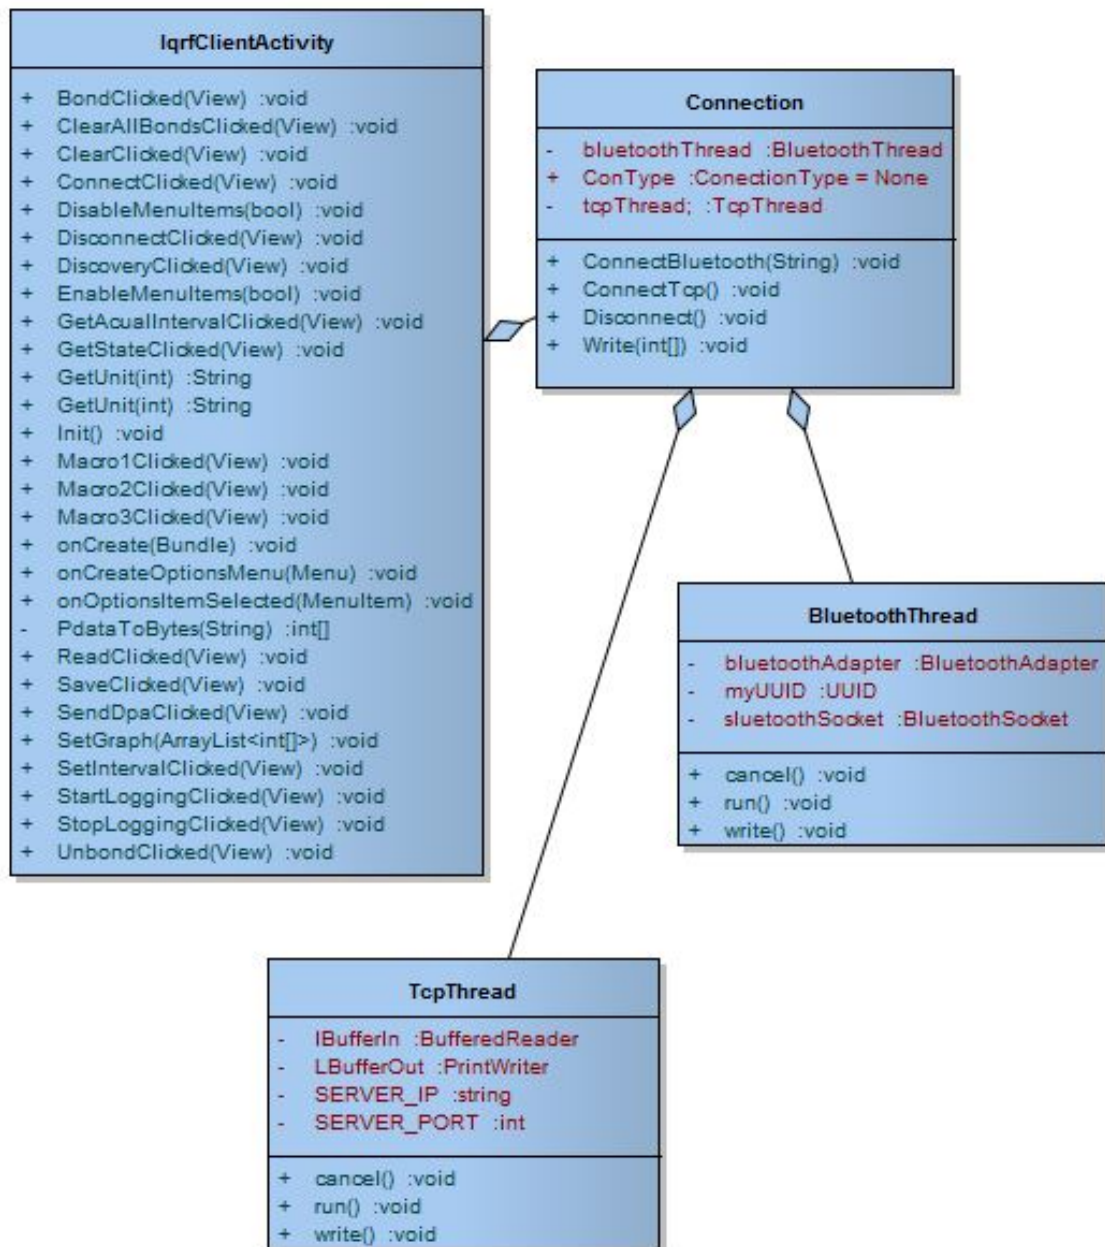 IqrfClientActivity
+ BondClicked(View) :void
+ ClearAllBondsClicked(View) :void
+ ClearClicked(View) :void
+ ConnectClicked(View) :void
+ DisableMenuItems(bool) :void
+ DisconnectClicked(View) :void
+ DiscoveryClicked(View) :void
+ EnableMenuItems(bool) :void
+ GetAcualIntervalClicked(View) :void
+ GetStateClicked(View) :void
+ GetUnit(int) :String
+ GetUnit(int) :String
+ Init() :void
+ Macro1Clicked(View) :void
+ Macro2Clicked(View) :void
+ Macro3Clicked(View) :void
+ onCreate(Bundle) :void
+ onCreateOptionsMenu(Menu) :void
+ onOptionsItemSelected(MenuItem) :void
- PdataToBytes(String) :int[]
+ ReadClicked(View) :void
+ SaveClicked(View) :void
+ SendDpaClicked(View) :void
+ SetGraph(ArrayList<int[]>) :void
+ SetIntervalClicked(View) :void
+ StartLoggingClicked(View) :void
+ StopLoggingClicked(View) :void
+ UnbondClicked(View) :void
Connection
- bluetoothThread :BluetoothThread
+ ConType :ConectionType = None
- tcpThread; :TcpThread
+ ConnectBluetooth(String) :void
+ ConnectTcp() :void
+ Disconnect() :void
+ Write(int[]) :void
BluetoothThread
- bluetoothAdapter :BluetoothAdapter
- myUUID :UUID
- sluetoothSocket :BluetoothSocket
+ cancel() :void
+ run() :void
+ write() :void
TcpThread
- lBufferIn :BufferedReader
- LBufferOut :PrintWriter
- SERVER_IP :string
- SERVER_PORT :int
+ cancel() :void
+ run() :void
+ write() :void